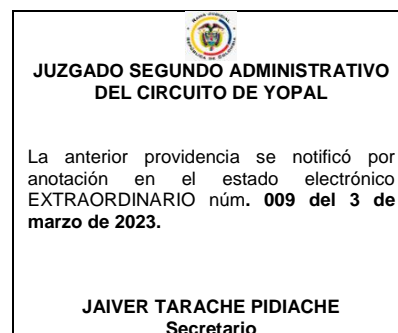 JUZGADO SEGUNDO ADMINISTRATIVO
DEL CIRCUITO DE YOPAL
La anterior providencia se notificó por
anotación en el estado electrónico
EXTRAORDINARIO núm. 009 del 3 de
marzo de 2023.
JAIVER TARACHE PIDIACHE
Secretario